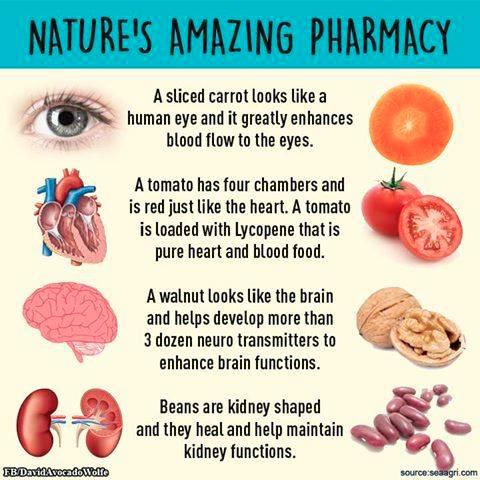 NATURE'S AMAZING PHARMACY
A sliced carrot looks like a
human eye and it greatly enhances
blood flow to the eyes.
A tomato has four chambers and
is red just like the heart. A tomato
is loaded with Lycopene that is
pure heart and blood food.
A walnut looks like the brain
and helps develop more than
3 dozen neuro transmitters to
enhance brain functions.
Beans are kidney shaped
and they heal and help maintain
kidney functions.
FB/DavidAvocadoWolfe
source:seaagri.com